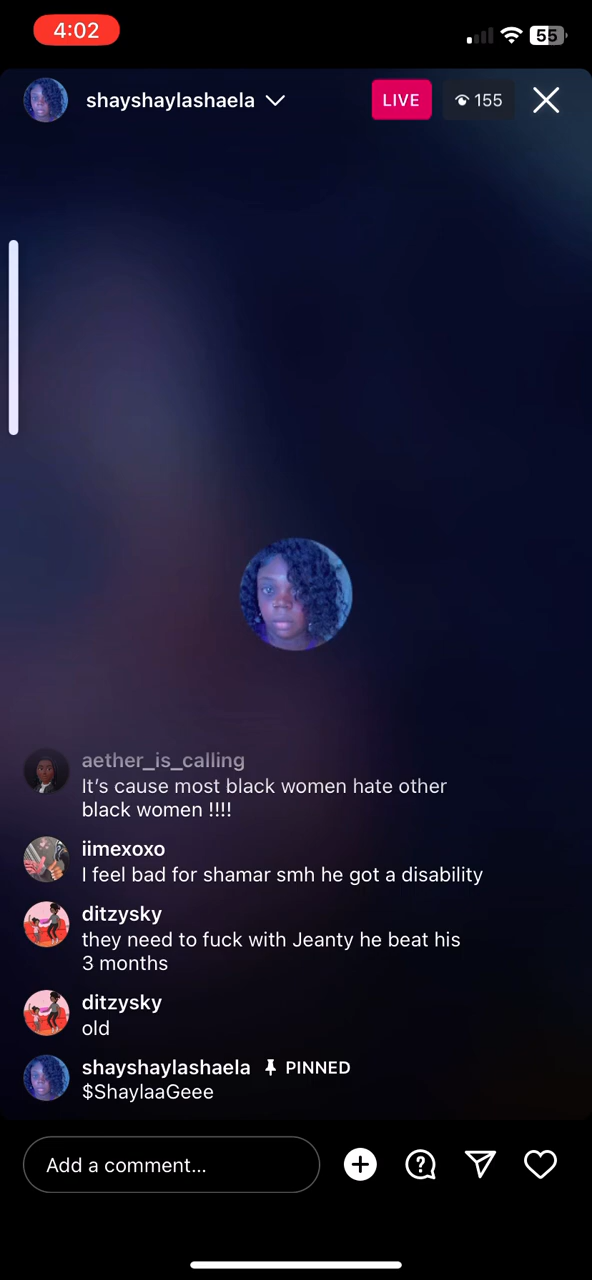 4:02
55
shayshaylashaela
LIVE
155
aether_is_calling
It's cause most black women hate other
black women !!!!
iimexoxo
I feel bad for shamar smh he got a disability
ditzysky
they need to fuck with Jeanty he beat his
3 months
ditzysky
old
shayshaylashaela PINNED
$ShaylaaGeee
Add a comment...
?